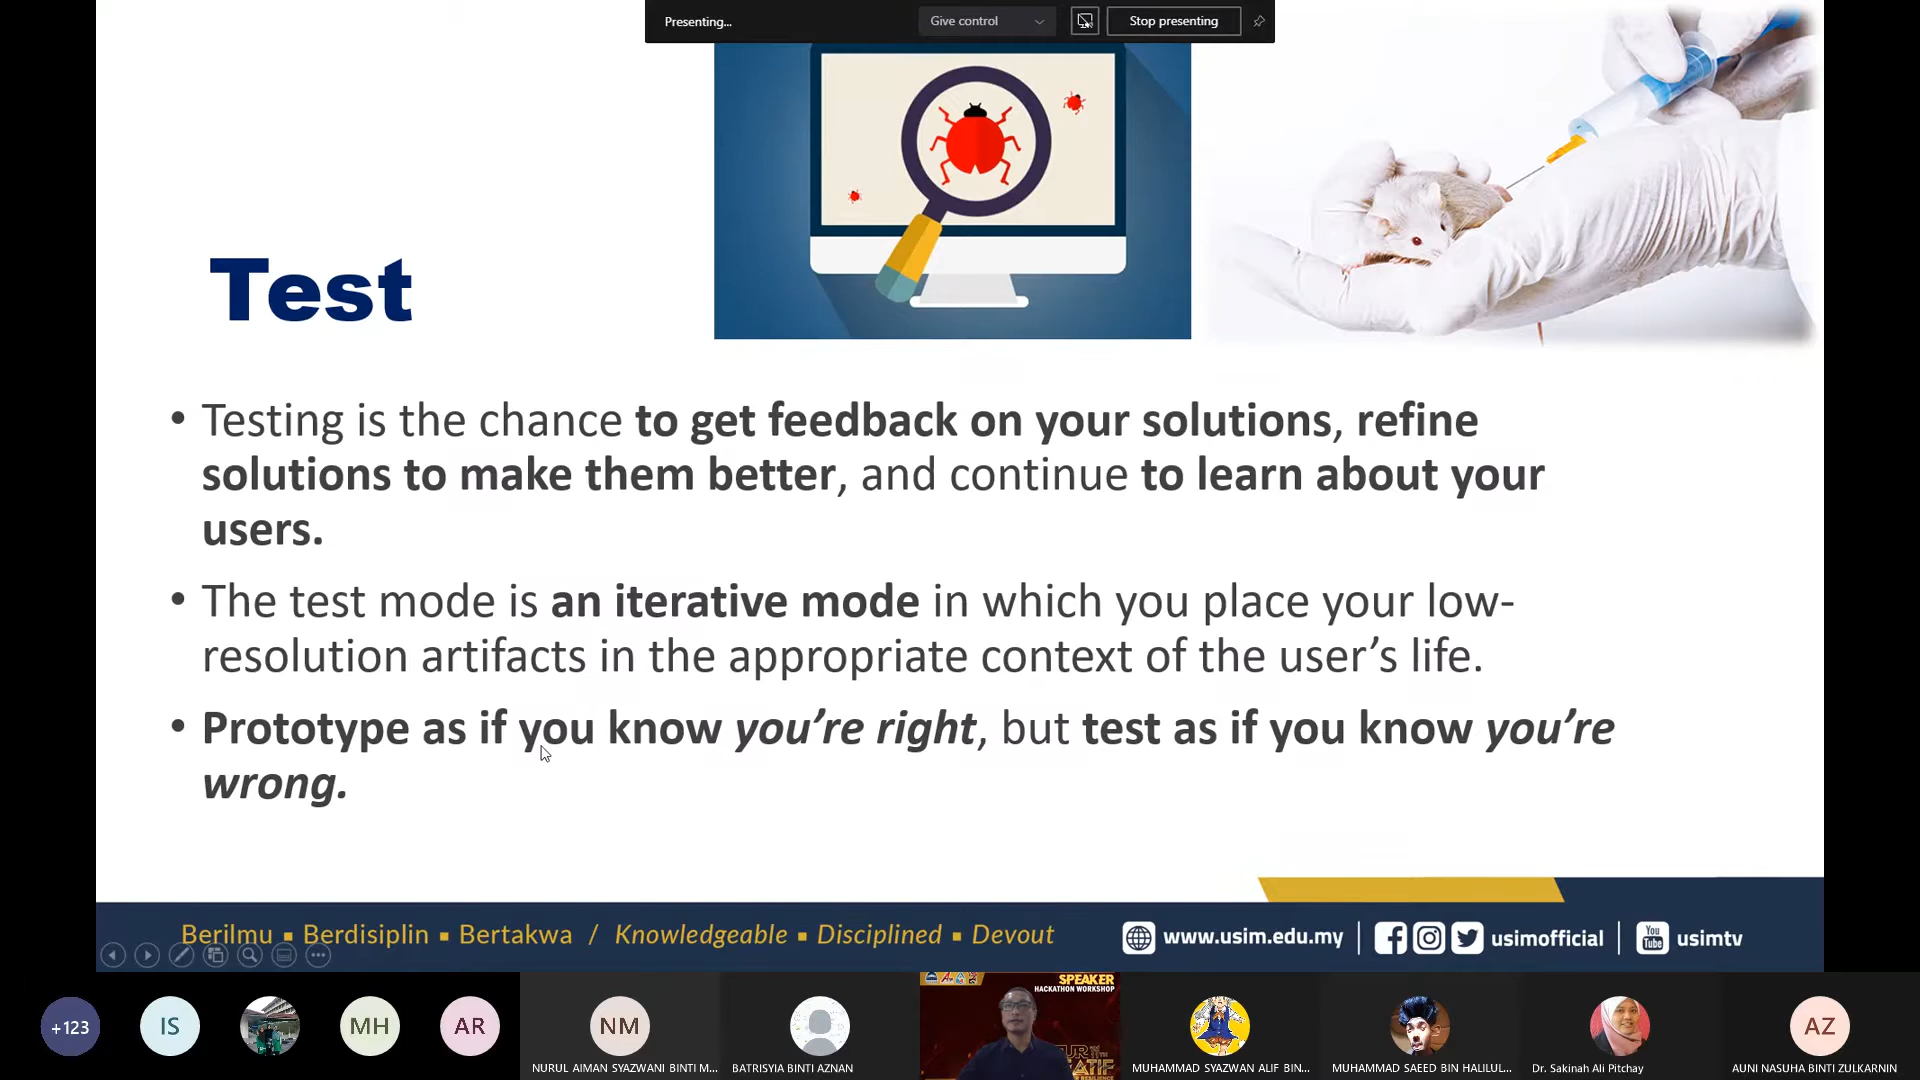 Presenting...
Give control
Stop presenting
Test
• Testing is the chance to get feedback on your solutions, refine
solutions to make them better, and continue to learn about your
users.
• The test mode is an iterative mode in which you place your low-
resolution artifacts in the appropriate context of the user’s life.
• Prototype as if you know you’re right, but test as if you know you’re
wrong.
Berilmu ▪ Berdisiplin ▪ Bertakwa / Knowledgeable ▪ Disciplined ▪ Devout
www.usim.edu.my | usimofficial | You Tube usimtv
+123
IS
MH
AR
NM
AZ
SPEAKER
HACKATHON WORKSHOP
NURUL AIMAN SYAZWANI BINTI M...
BATRISYIA BINTI AZNAN
MUHAMMAD SYAZWAN ALIF BIN...
MUHAMMAD SAEED BIN HALILUL...
Dr. Sakinah Ali Pitchay
AUNI NASUHA BINTI ZULKARNIN